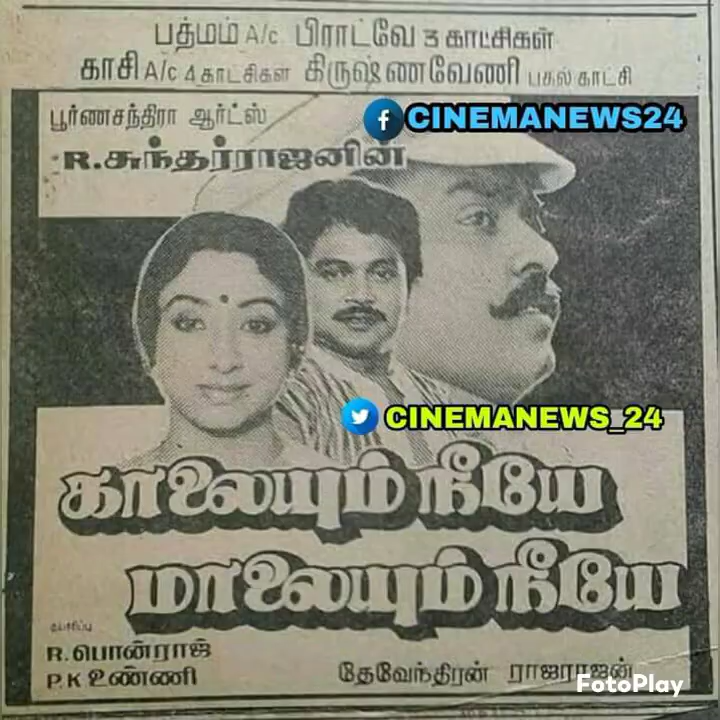 பத்மம் A/c பிராட்வே 3 காட்சிகள்
காசி A/c 4 காட்சிகள் கிருஷ்ணவேணி பகல் காட்சி
பூர்ணசந்திரா ஆர்ட்ஸ்
f CINEMANEWS24
R.சுந்தர்ராஜனின்
CINEMANEWS_24
காலையும் நீயே
மாலையும் நீயே
தயாரிப்பு
R.பொன்ராஜ்
P.K உண்ணி
தேவேந்திரன் ராஜராஜன்
FotoPlay